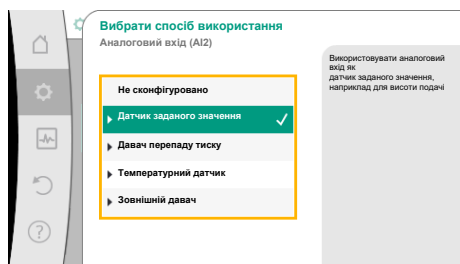 Вибрати спосіб використання
Аналоговий вхід (AI2)
Використовувати аналоговий
вхід як
датчик заданого значення,
наприклад для висоти подачі
Не сконфігуровано
Датчик заданого значення
Давач перепаду тиску
Температурний датчик
Зовнішній давач